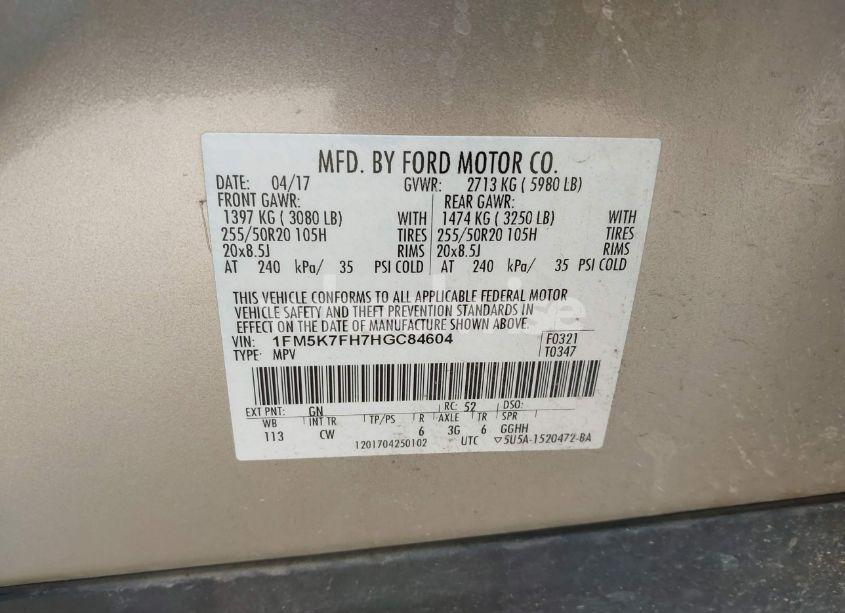 MFD. BY FORD MOTOR CO.
DATE: 04/17 GVWR: 2713 KG ( 5980 LB)
FRONT GAWR: REAR GAWR:
1397 KG ( 3080 LB) WITH 1474 KG ( 3250 LB) WITH
255/50R20 105H TIRES 255/50R20 105H TIRES
20x8.5J RIMS 20x8.5J RIMS
AT 240 kPa/ 35 PSI COLD AT 240 kPa/ 35 PSI COLD
THIS VEHICLE CONFORMS TO ALL APPLICABLE FEDERAL MOTOR
VEHICLE SAFETY AND THEFT PREVENTION STANDARDS IN
EFFECT ON THE DATE OF MANUFACTURE SHOWN ABOVE.
VIN: 1FM5K7FH7HGC84604 F0321
TYPE: MPV T0347
EXT PNT: GN RC: 52 DSO:
WB INT TR TP/PS R AXLE TR SPR
113 CW 6 3G 6 GGHH
1201704250102 UTC ▽5U5A-1520472-BA